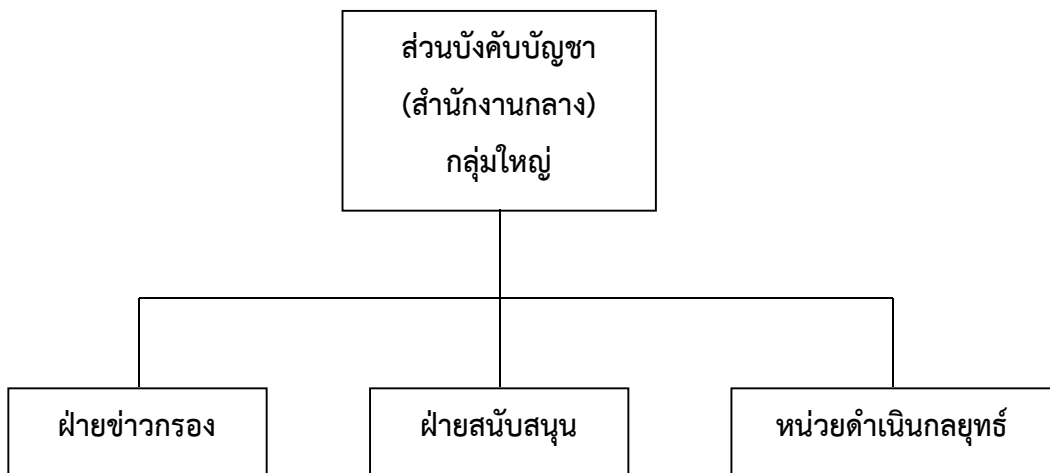 ส่วนบังคับบัญชา
(สำนักงานกลาง)
กลุ่มใหญ่
ฝ่ายข่าวกรอง
ฝ่ายสนับสนุน
หน่วยดำเนินกลยุทธ์